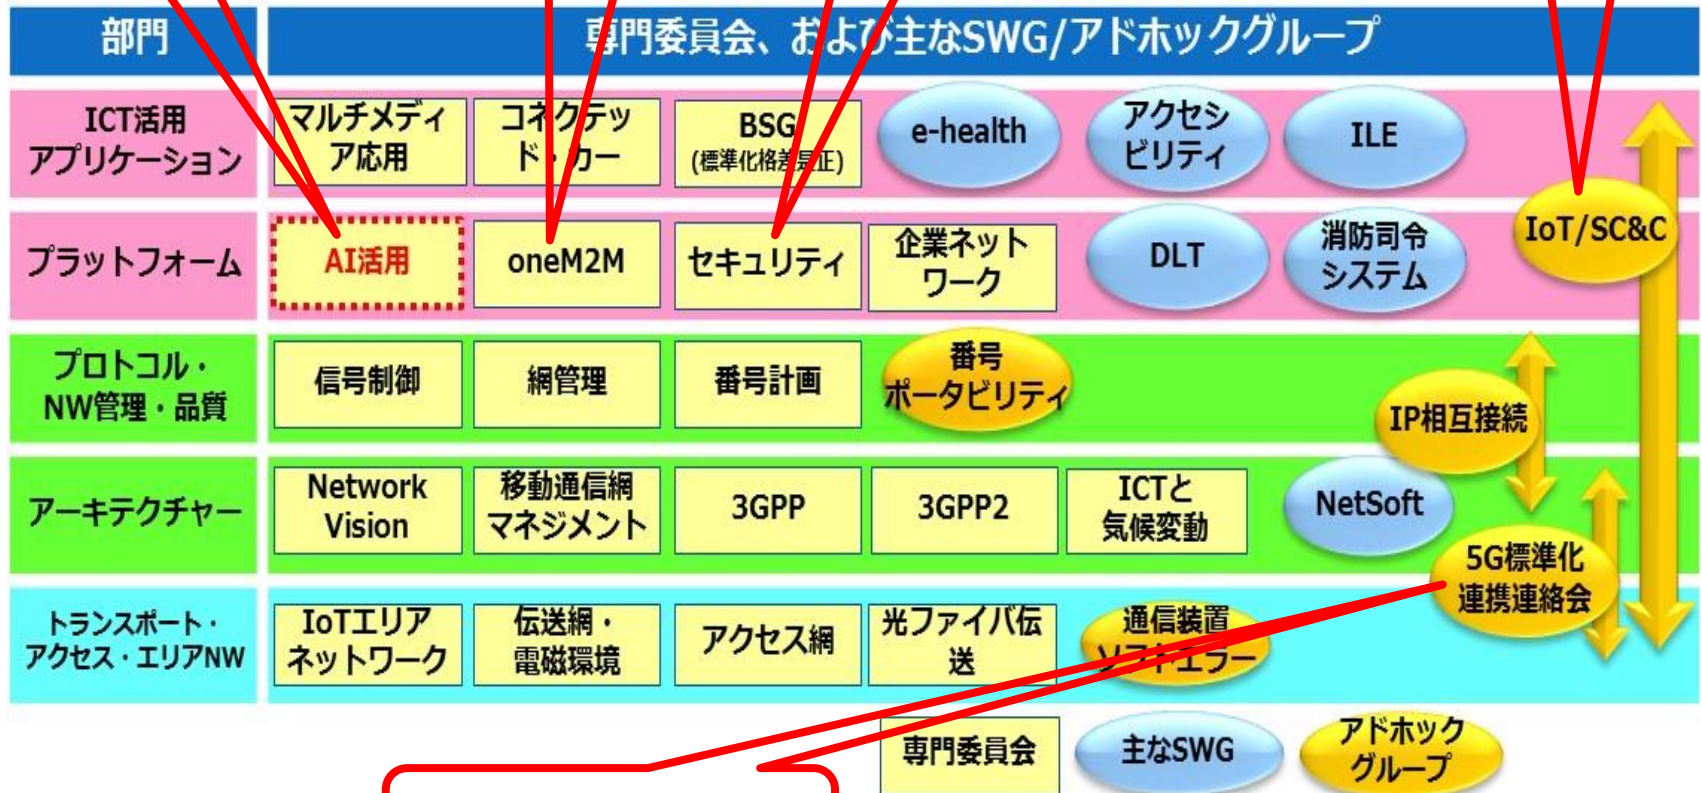 部門
専門委員会、および主なSWG/アドホックグループ
ICT活用
アプリケーション
マルチメディ
ア応用
コネクテッ
ド・カー
BSG
(標準化格差是正)
e-health
アクセシ
ビリティ
ILE
IoT/SC&C
プラットフォーム
AI活用
oneM2M
セキュリティ
企業ネット
ワーク
DLT
消防司令
システム
プロトコル・
NW管理・品質
信号制御
網管理
番号計画
番号
ポータビリティ
IP相互接続
アーキテクチャー
Network
Vision
移動通信網
マネジメント
3GPP
3GPP2
ICTと
気候変動
NetSoft
5G標準化
連携連絡会
トランスポート・
アクセス・エリアNW
IoTエリア
ネットワーク
伝送網・
電磁環境
アクセス網
光ファイバ伝
送
通信装置
ソフトエラー
専門委員会
主なSWG
アドホック
グループ